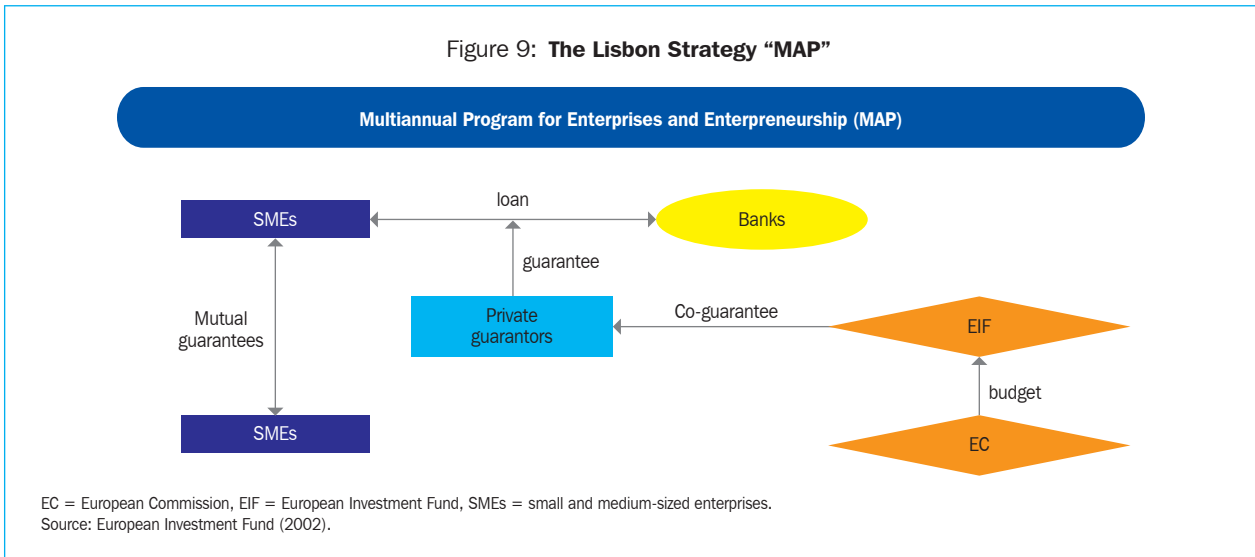 Figure 9: The Lisbon Strategy “MAP”
Multiannual Program for Enterprises and Enterpreneurship (MAP)
loan
SMEs
Banks
guarantee
Mutual
guarantees
Private
guarantors
Co-guarantee
EIF
budget
SMEs
EC
EC = European Commission, EIF = European Investment Fund, SMEs = small and medium-sized enterprises.
Source: European Investment Fund (2002).